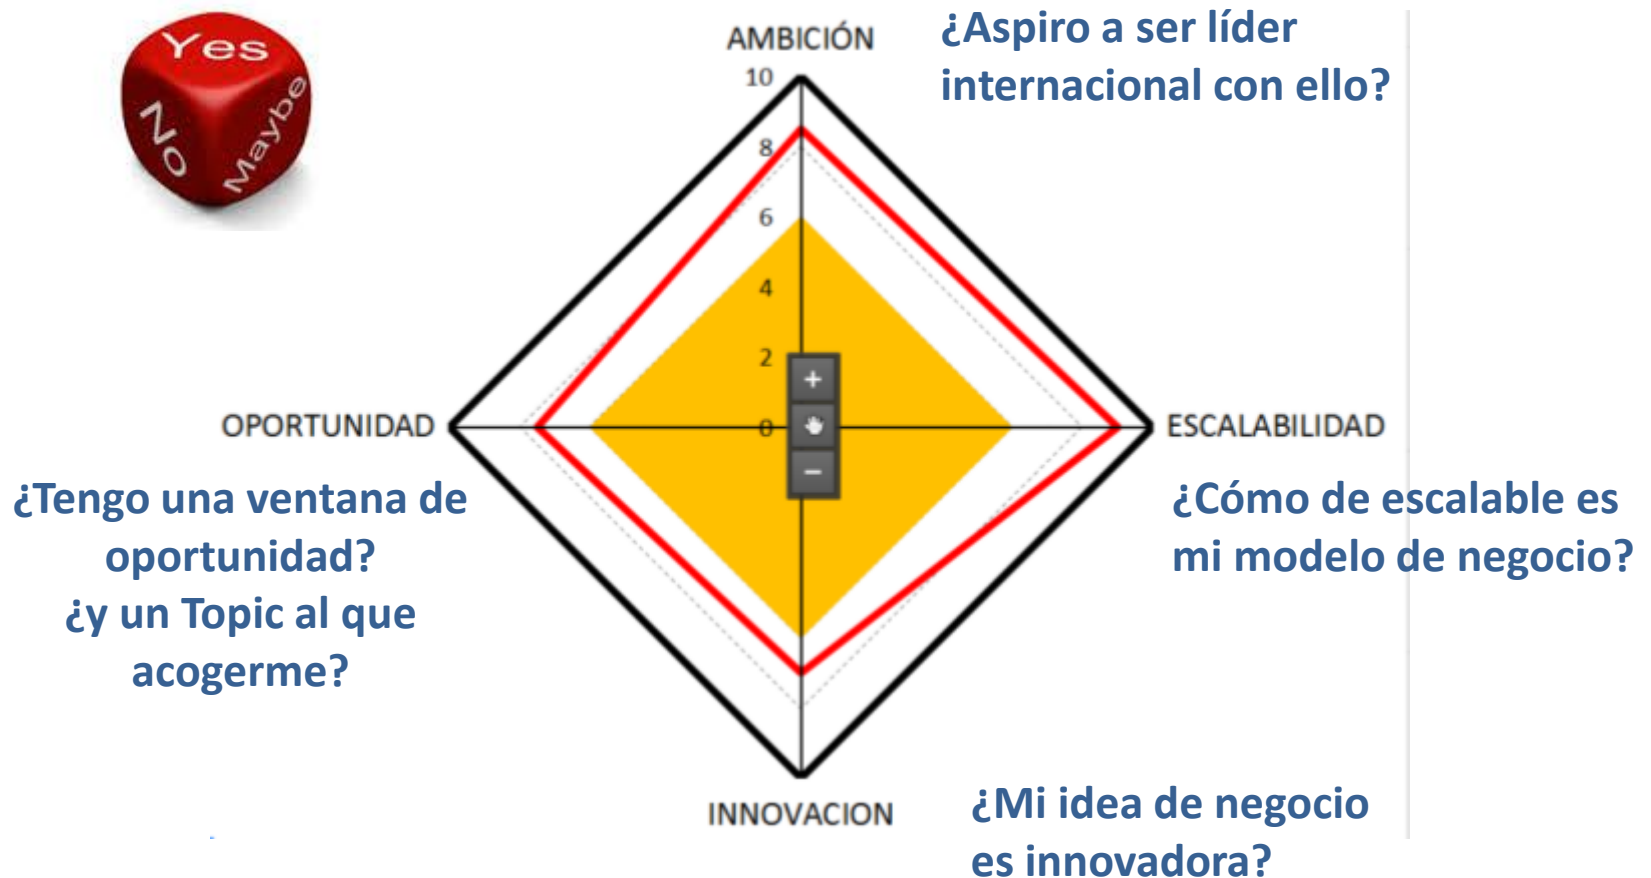 Yes
No
Maybe
AMBICIÓN
¿Aspiro a ser líder
internacional con ello?
10
8
6
4
2
0
+
−
OPORTUNIDAD
ESCALABILIDAD
¿Tengo una ventana de
oportunidad?
¿y un Topic al que
acogerme?
¿Cómo de escalable es
mi modelo de negocio?
INNOVACION
¿Mi idea de negocio
es innovadora?